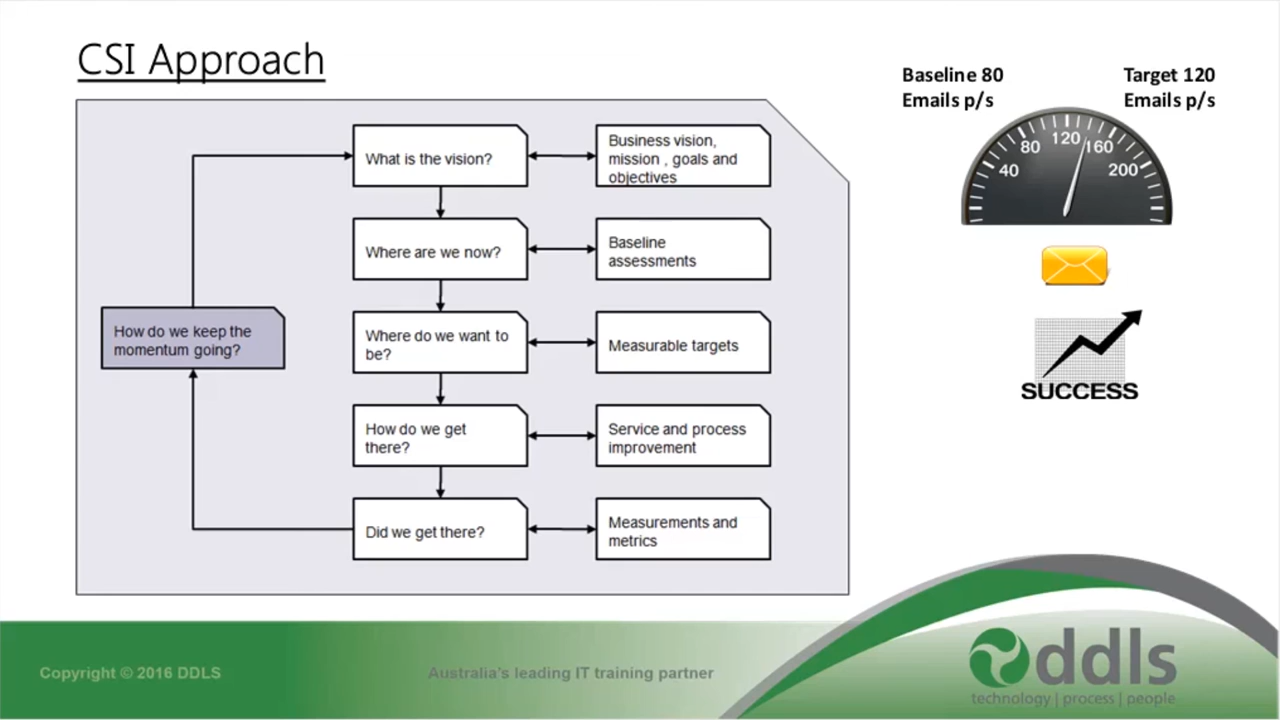 CSI Approach
Baseline 80
Emails p/s
Target 120
Emails p/s
40
80
120
160
200
SUCCESS
What is the vision?
Business vision,
mission , goals and
objectives
Where are we now?
Baseline
assessments
How do we keep the
momentum going?
Where do we want to
be?
Measurable targets
How do we get
there?
Service and process
improvement
Did we get there?
Measurements and
metrics
Copyright © 2016 DDLS
Australia's leading IT training partner
ddls
technology | process | people